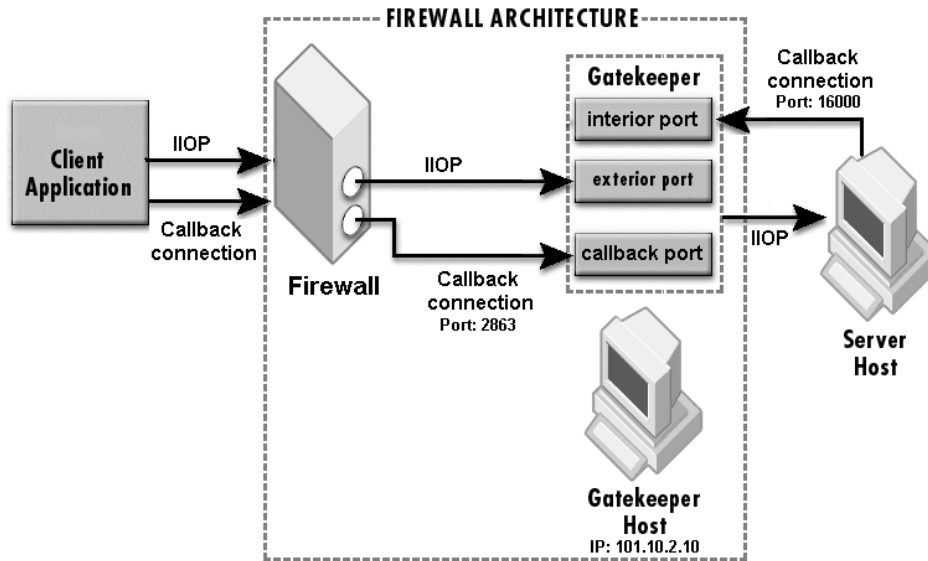 FIREWALL ARCHITECTURE
Client
Application
IIOP
Callback
connection
Firewall
IIOP
Callback
connection
Port: 2863
Gatekeeper
interior port
exterior port
callback port
Callback
connection
Port: 16000
IIOP
Server
Host
Gatekeeper
Host
IP: 101.10.2.10